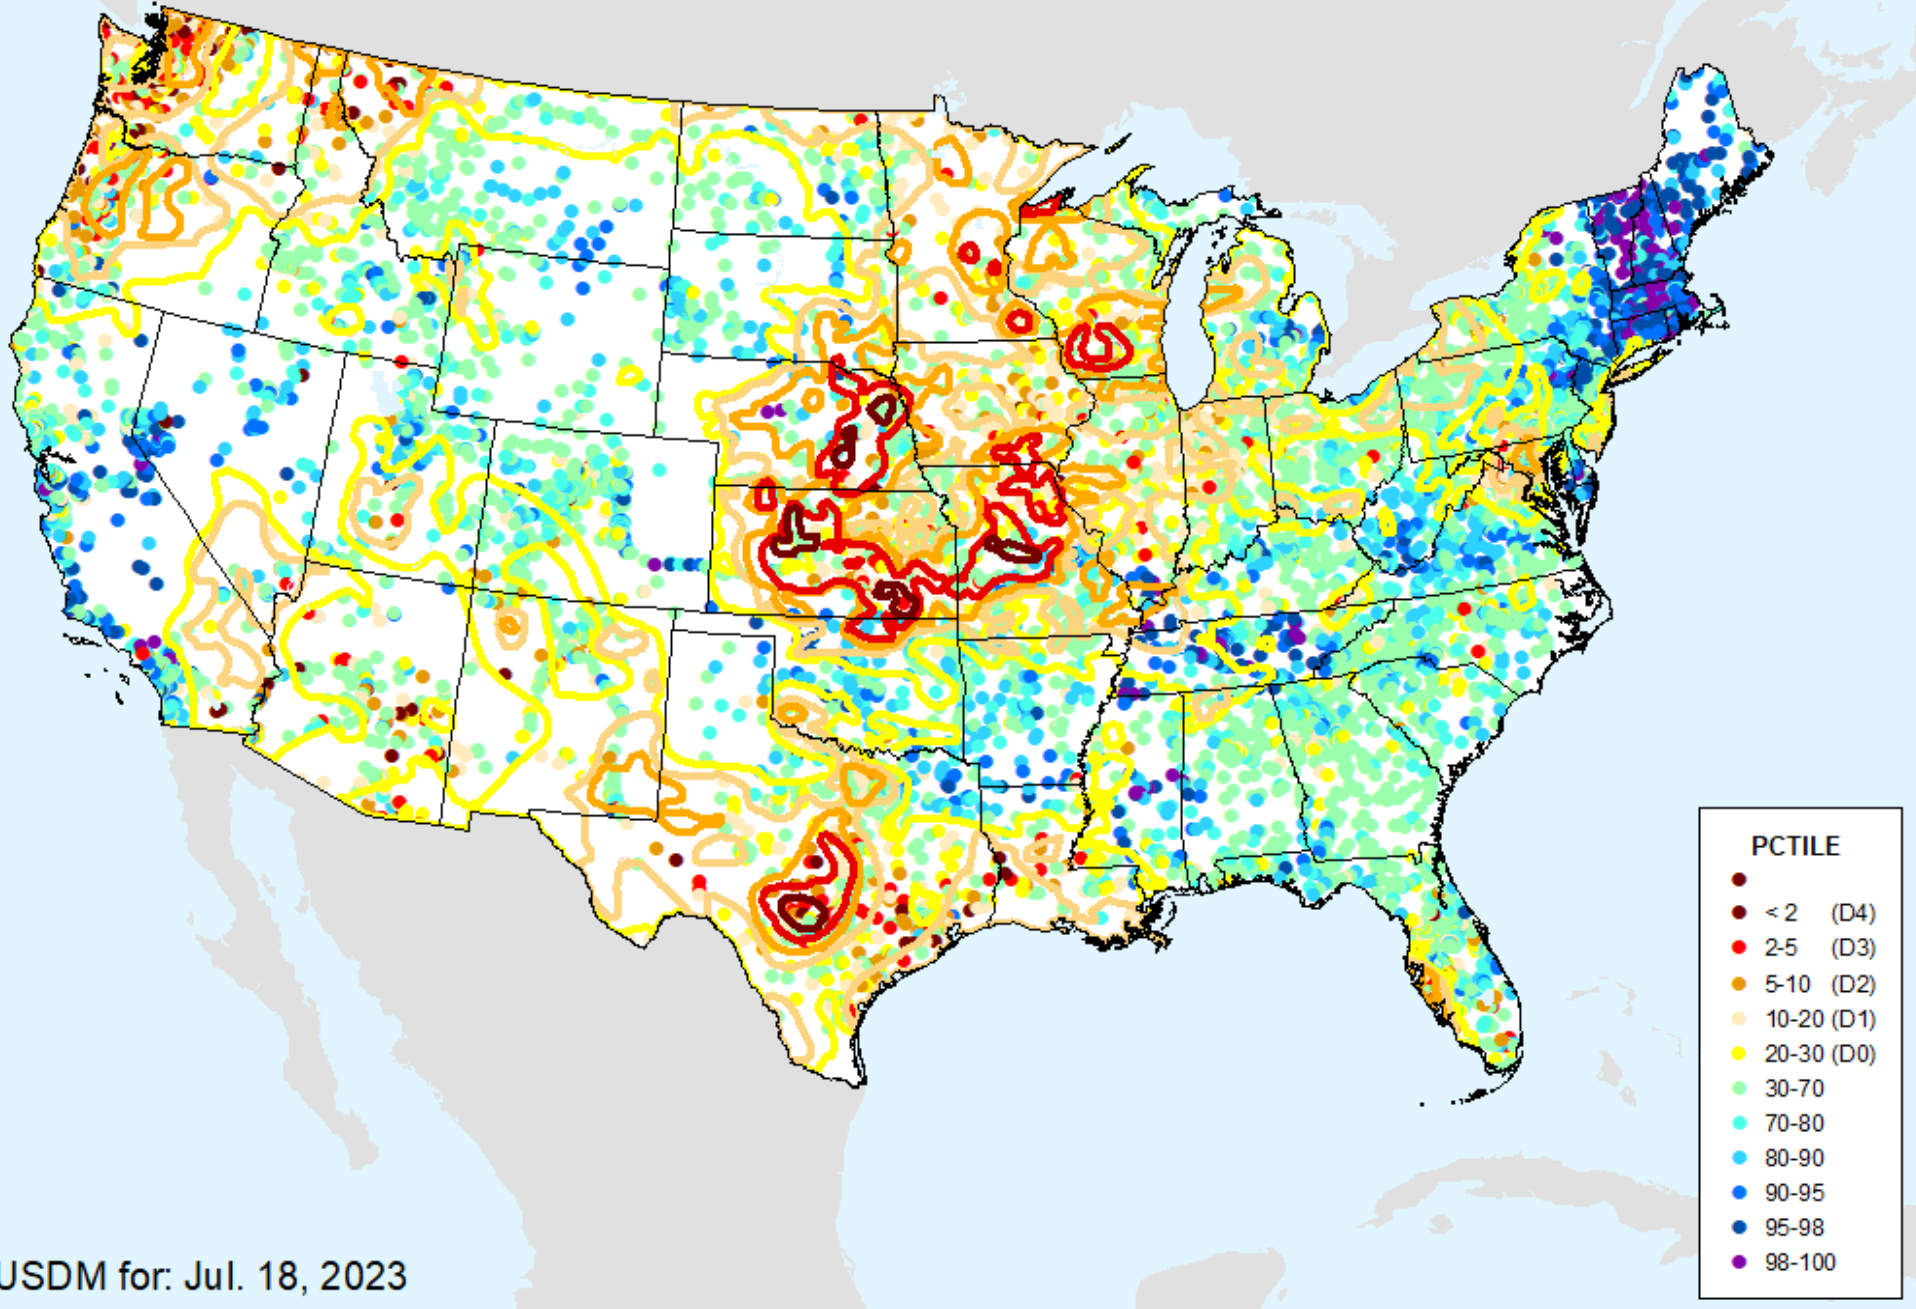 PCTILE
< 2 (D4)
2-5 (D3)
5-10 (D2)
10-20 (D1)
20-30 (D0)
30-70
70-80
80-90
90-95
95-98
98-100
USDM for: Jul. 18, 2023